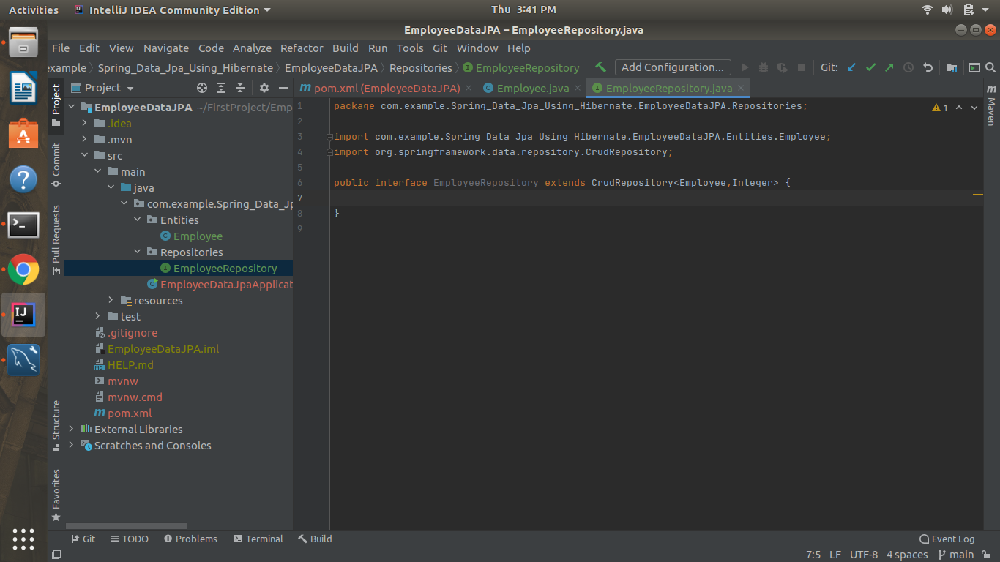 Activities IntelliJ IDEA Community Edition Thu 3:41 PM
EmployeeDataJPA – EmployeeRepository.java
File Edit View Navigate Code Analyze Refactor Build Run Tools Git Window Help
example Spring_Data_Jpa_Using_Hibernate EmployeeDataJPA Repositories EmployeeRepository Add Configuration... Git:
Project
pom.xml (EmployeeDataJPA) Employee.java EmployeeRepository.java
Project
Commit
Pull Requests
Structure
Favorites
EmployeeDataJPA ~/FirstProject/Emp
.idea
.mvn
src
main
java
com.example.Spring_Data_Jp
Entities
Employee
Repositories
EmployeeRepository
EmployeeDataJpaApplicat
resources
test
.gitignore
EmployeeDataJPA.iml
HELP.md
mvnw
mvnw.cmd
pom.xml
External Libraries
Scratches and Consoles
1 package com.example.Spring_Data_Jpa_Using_Hibernate.EmployeeDataJPA.Repositories;
2
3 import com.example.Spring_Data_Jpa_Using_Hibernate.EmployeeDataJPA.Entities.Employee;
4 import org.springframework.data.repository.CrudRepository;
5
6 public interface EmployeeRepository extends CrudRepository<Employee,Integer> {
7
8 }
9
1
Maven
Git TODO Problems Terminal Build Event Log
7:5 LF UTF-8 4 spaces main